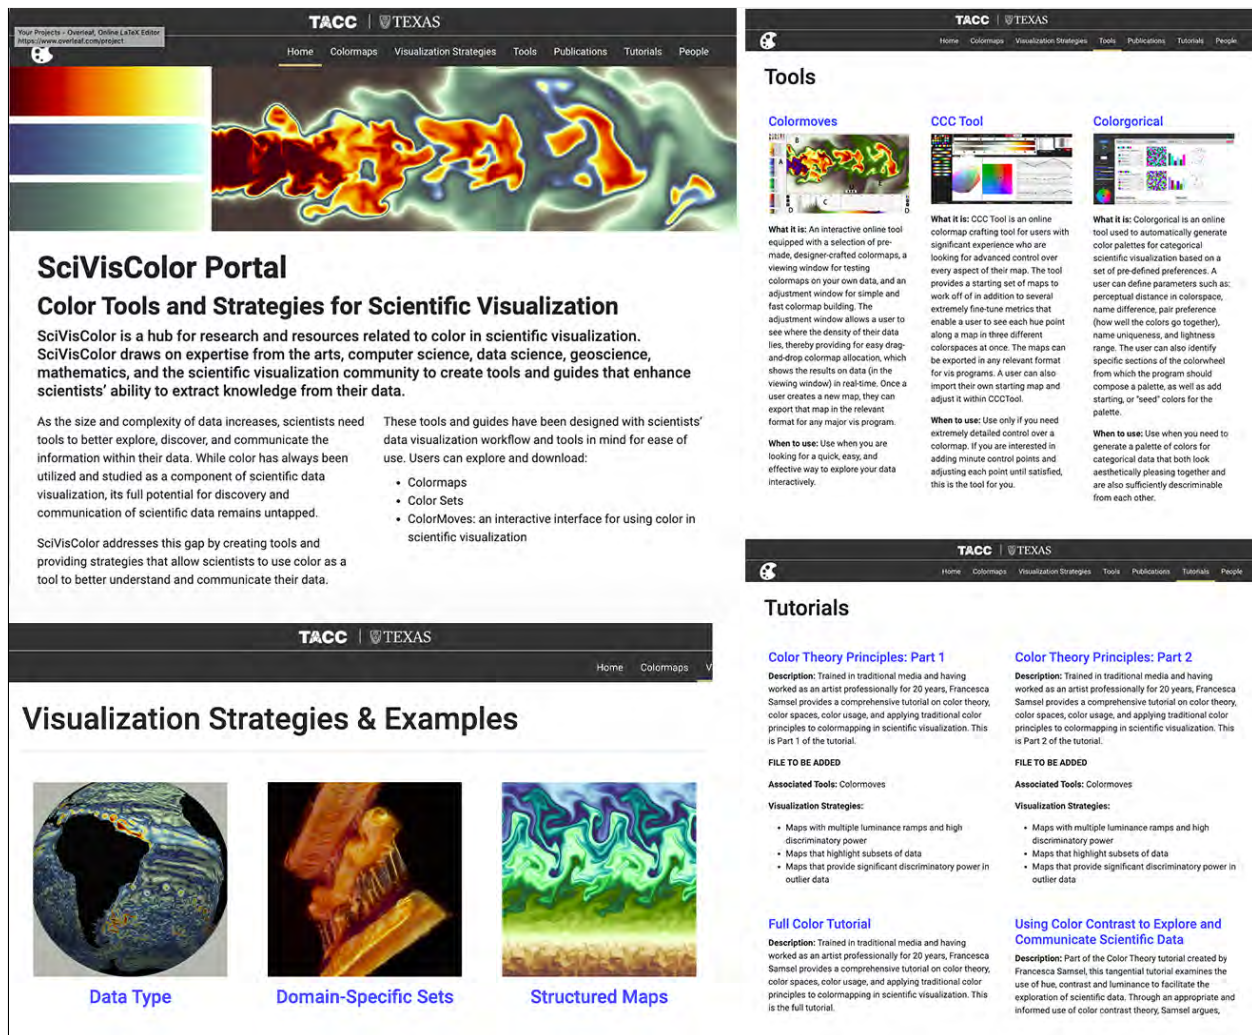 TACC | TEXAS
Your Projects - Overleaf, Online LaTeX Editor
https://www.overleaf.com/project
Home Colormaps Visualization Strategies Tools Publications Tutorials People
SciVisColor Portal
Color Tools and Strategies for Scientific Visualization
SciVisColor is a hub for research and resources related to color in scientific visualization.
SciVisColor draws on expertise from the arts, computer science, data science, geoscience,
mathematics, and the scientific visualization community to create tools and guides that enhance
scientists' ability to extract knowledge from their data.
As the size and complexity of data increases, scientists need
tools to better explore, discover, and communicate the
information within their data. While color has always been
utilized and studied as a component of scientific data
visualization, its full potential for discovery and
communication of scientific data remains untapped.
SciVisColor addresses this gap by creating tools and
providing strategies that allow scientists to use color as a
tool to better understand and communicate their data.
These tools and guides have been designed with scientists'
data visualization workflow and tools in mind for ease of
use. Users can explore and download:
• Colormaps
• Color Sets
• ColorMoves: an interactive interface for using color in
scientific visualization
TACC | TEXAS
Home Colormaps V
Visualization Strategies & Examples
Data Type
Domain-Specific Sets
Structured Maps
TACC | TEXAS
Home Colormaps Visualization Strategies Tools Publications Tutorials People
Tools
Colormoves
B
A
C
D
D
What it is: An interactive online tool
equipped with a selection of pre-
made, designer-crafted colormaps, a
viewing window for testing
colormaps on your own data, and an
adjustment window for simple and
fast colormap building. The
adjustment window allows a user to
see where the density of their data
lies, thereby providing for easy drag-
and-drop colormap allocation, which
shows the results on data (in the
viewing window) in real-time. Once a
user creates a new map, they can
export that map in the relevant
format for any major vis program.
When to use: Use when you are
looking for a quick, easy, and
effective way to explore your data
interactively.
CCC Tool
What it is: CCC Tool is an online
colormap crafting tool for users with
significant experience who are
looking for advanced control over
every aspect of their map. The tool
provides a starting set of maps to
work off of in addition to several
extremely fine-tune metrics that
enable a user to see each hue point
along a map in three different
colorspaces at once. The maps can
be exported in any relevant format
for vis programs. A user can also
import their own starting map and
adjust it within CCCTool.
When to use: Use only if you need
extremely detailed control over a
colormap. If you are interested in
adding minute control points and
adjusting each point until satisfied,
this is the tool for you.
Colorgorical
What it is: Colorgorical is an online
tool used to automatically generate
color palettes for categorical
scientific visualization based on a
set of pre-defined preferences. A
user can define parameters such as:
perceptual distance in colorspace,
name difference, pair preference
(how well the colors go together),
name uniqueness, and lightness
range. The user can also identify
specific sections of the colorwheel
from which the program should
compose a palette, as well as add
starting, or "seed" colors for the
palette.
When to use: Use when you need to
generate a palette of colors for
categorical data that both look
aesthetically pleasing together and
are also sufficiently descriminable
from each other.
TACC | TEXAS
Home Colormaps Visualization Strategies Tools Publications Tutorials People
Tutorials
Color Theory Principles: Part 1
Description: Trained in traditional media and having
worked as an artist professionally for 20 years, Francesca
Samsel provides a comprehensive tutorial on color theory,
color spaces, color usage, and applying traditional color
principles to colormapping in scientific visualization. This
is Part 1 of the tutorial.
FILE TO BE ADDED
Associated Tools: Colormoves
Visualization Strategies:
• Maps with multiple luminance ramps and high
discriminatory power
• Maps that highlight subsets of data
• Maps that provide significant discriminatory power in
outlier data
Color Theory Principles: Part 2
Description: Trained in traditional media and having
worked as an artist professionally for 20 years, Francesca
Samsel provides a comprehensive tutorial on color theory,
color spaces, color usage, and applying traditional color
principles to colormapping in scientific visualization. This
is Part 2 of the tutorial.
FILE TO BE ADDED
Associated Tools: Colormoves
Visualization Strategies:
• Maps with multiple luminance ramps and high
discriminatory power
• Maps that highlight subsets of data
• Maps that provide significant discriminatory power in
outlier data
Full Color Tutorial
Description: Trained in traditional media and having
worked as an artist professionally for 20 years, Francesca
Samsel provides a comprehensive tutorial on color theory,
color spaces, color usage, and applying traditional color
principles to colormapping in scientific visualization. This
is the full tutorial.
Using Color Contrast to Explore and
Communicate Scientific Data
Description: Part of the Color Theory tutorial created by
Francesca Samsel, this tangential tutorial examines the
use of hue, contrast and luminance to facilitate the
exploration of scientific data. Through an appropriate and
informed use of color contrast theory, Samsel argues,